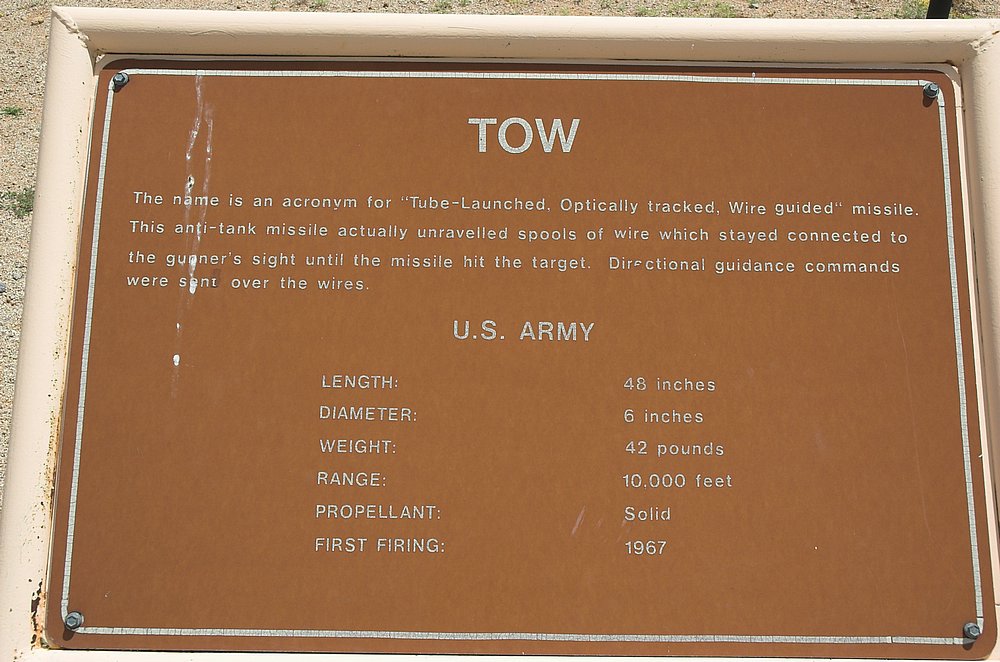 TOW
The name is an acronym for "Tube-Launched, Optically tracked, Wire guided" missile.
This anti-tank missile actually unravelled spools of wire which stayed connected to
the gunner's sight until the missile hit the target. Directional guidance commands
were sent over the wires.
U.S. ARMY
LENGTH: 48 inches
DIAMETER: 6 inches
WEIGHT: 42 pounds
RANGE: 10,000 feet
PROPELLANT: Solid
FIRST FIRING: 1967